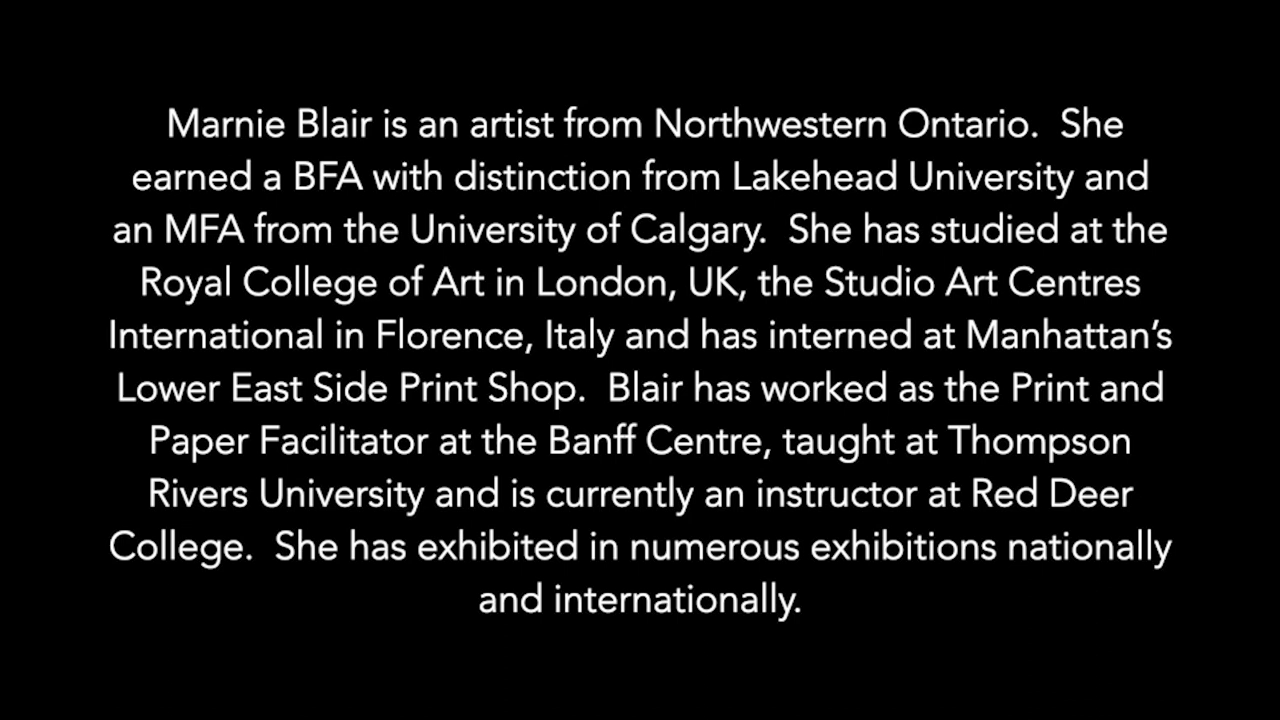 Marnie Blair is an artist from Northwestern Ontario.  She
earned a BFA with distinction from Lakehead University and
an MFA from the University of Calgary.  She has studied at the
Royal College of Art in London, UK, the Studio Art Centres
International in Florence, Italy and has interned at Manhattan’s
Lower East Side Print Shop.  Blair has worked as the Print and
Paper Facilitator at the Banff Centre, taught at Thompson
Rivers University and is currently an instructor at Red Deer
College.  She has exhibited in numerous exhibitions nationally
and internationally.